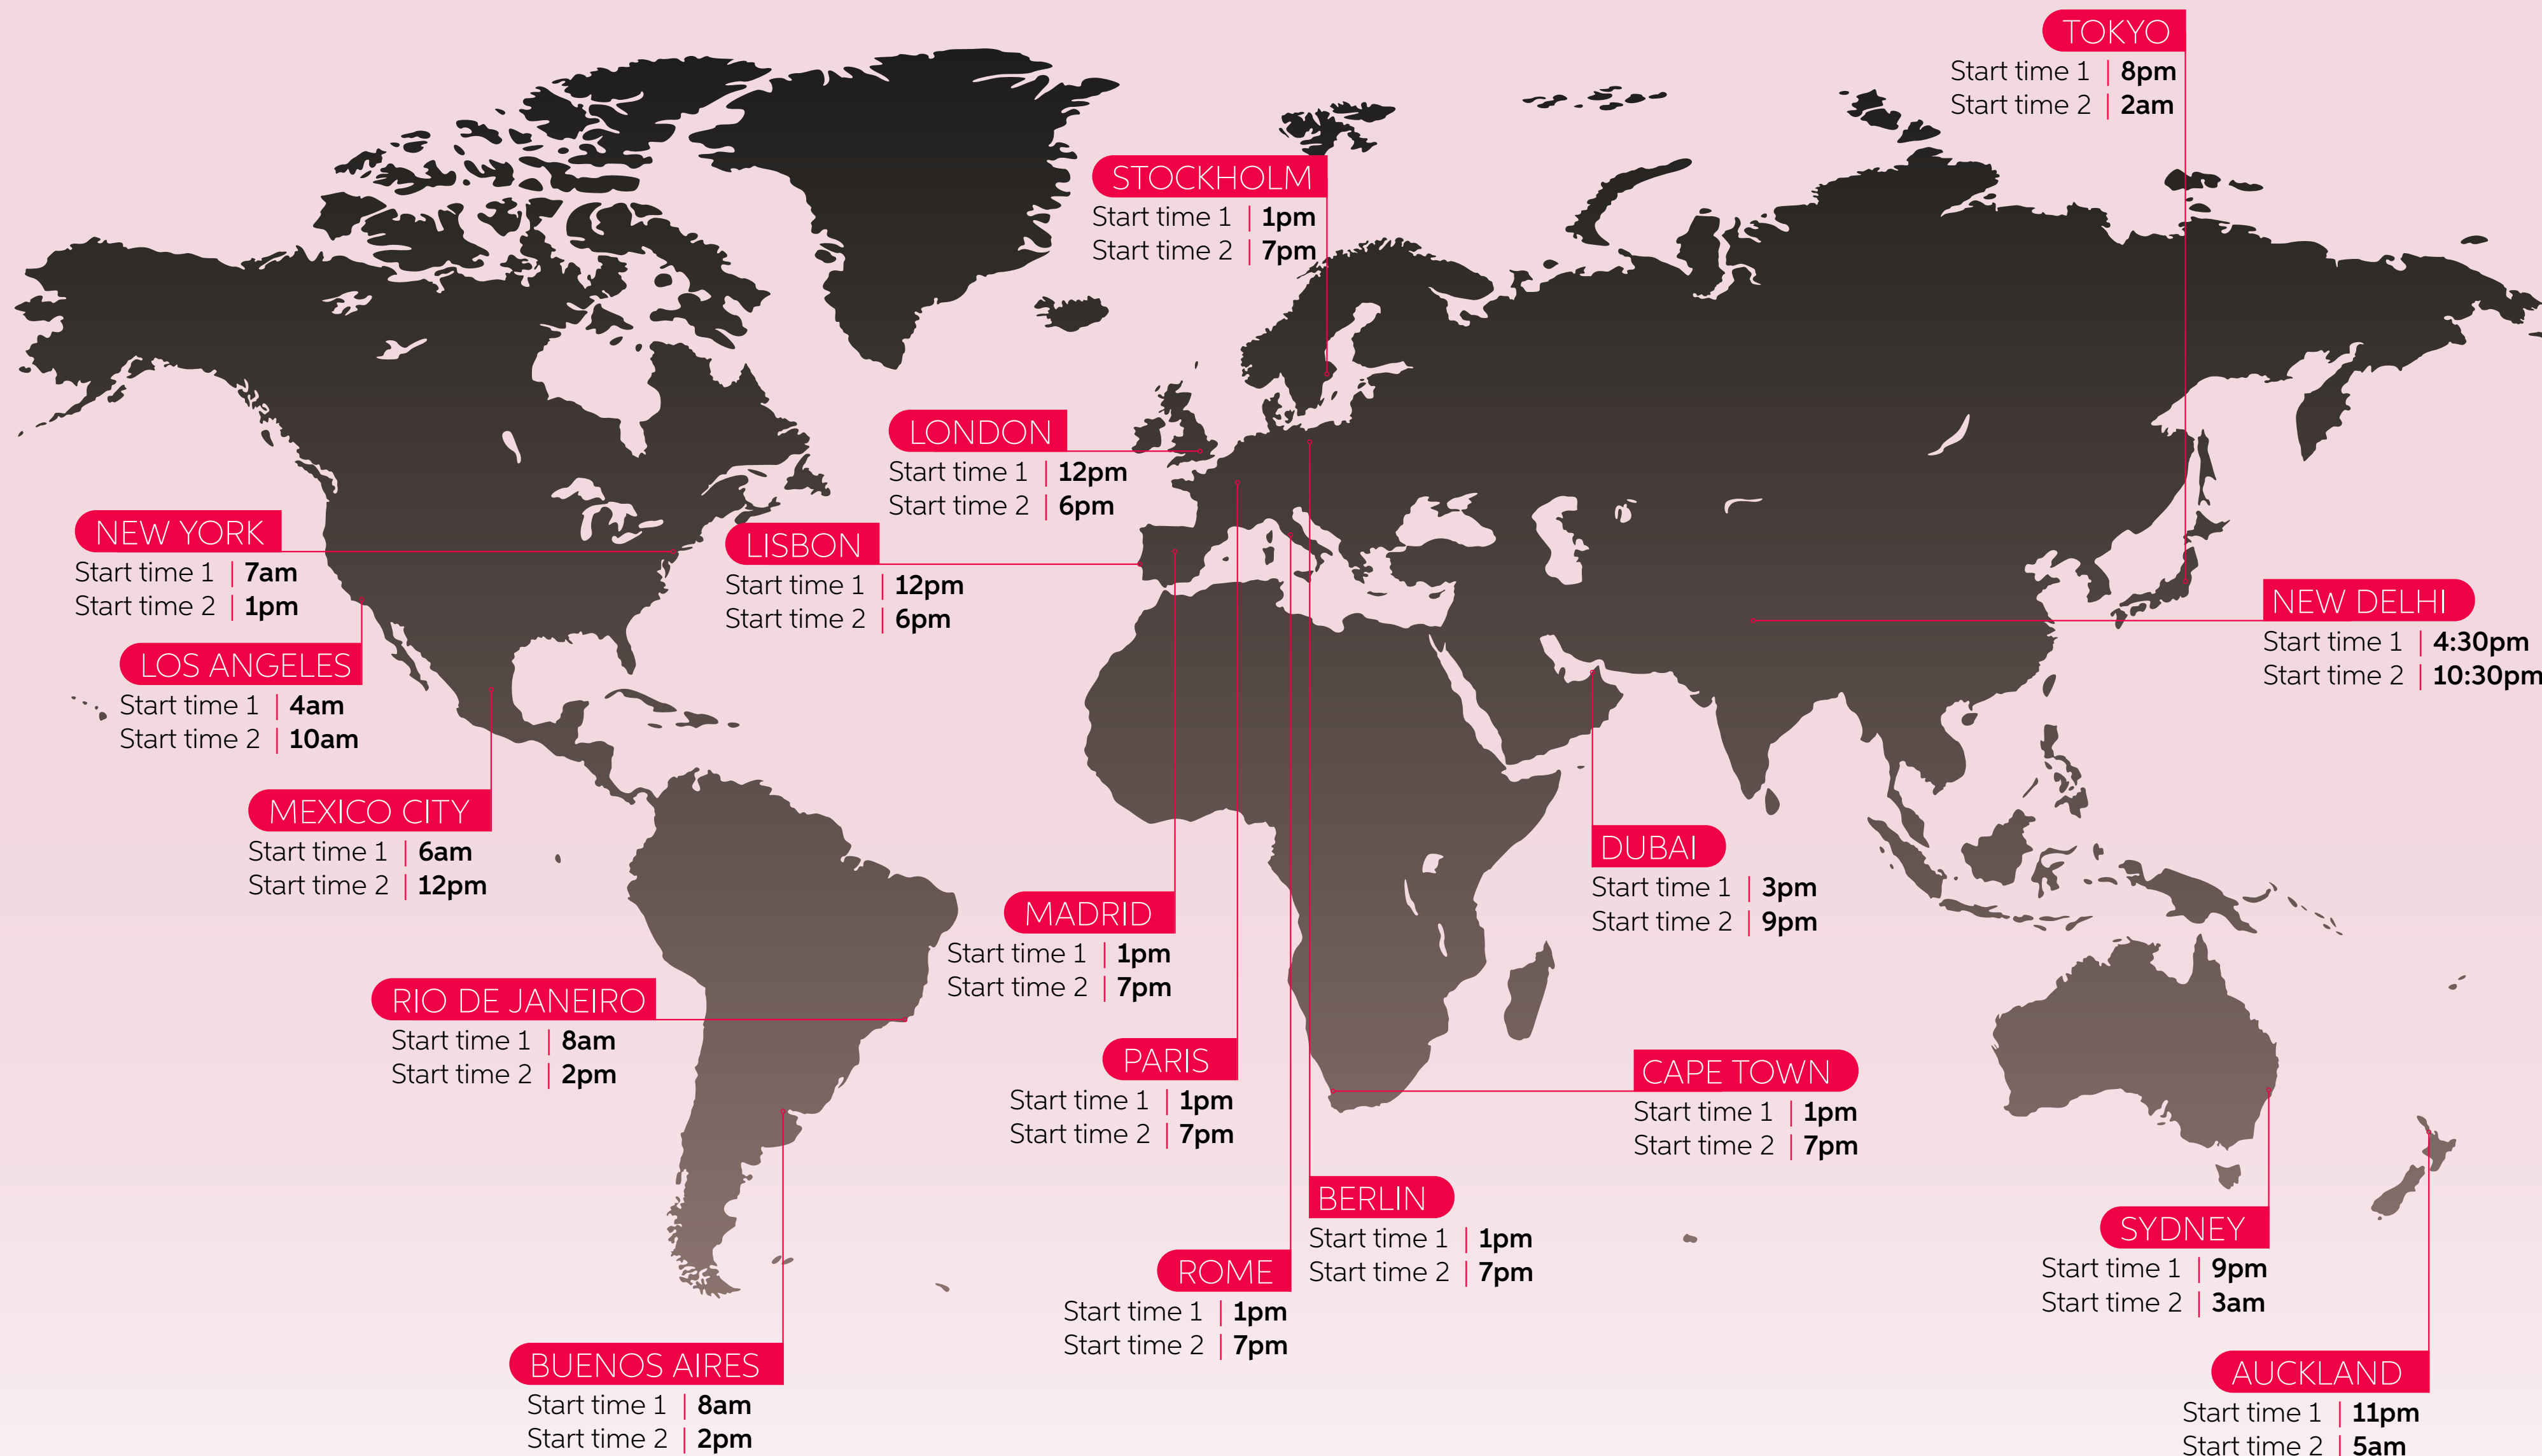 TOKYO
Start time 1 | 8pm
Start time 2 | 2am
STOCKHOLM
Start time 1 | 1pm
Start time 2 | 7pm
LONDON
Start time 1 | 12pm
Start time 2 | 6pm
NEW YORK
Start time 1 | 7am
Start time 2 | 1pm
LISBON
Start time 1 | 12pm
Start time 2 | 6pm
NEW DELHI
Start time 1 | 4:30pm
Start time 2 | 10:30pm
LOS ANGELES
Start time 1 | 4am
Start time 2 | 10am
MEXICO CITY
Start time 1 | 6am
Start time 2 | 12pm
DUBAI
Start time 1 | 3pm
Start time 2 | 9pm
MADRID
Start time 1 | 1pm
Start time 2 | 7pm
RIO DE JANEIRO
Start time 1 | 8am
Start time 2 | 2pm
PARIS
Start time 1 | 1pm
Start time 2 | 7pm
CAPE TOWN
Start time 1 | 1pm
Start time 2 | 7pm
BERLIN
Start time 1 | 1pm
Start time 2 | 7pm
SYDNEY
Start time 1 | 9pm
Start time 2 | 3am
ROME
Start time 1 | 1pm
Start time 2 | 7pm
BUENOS AIRES
Start time 1 | 8am
Start time 2 | 2pm
AUCKLAND
Start time 1 | 11pm
Start time 2 | 5am